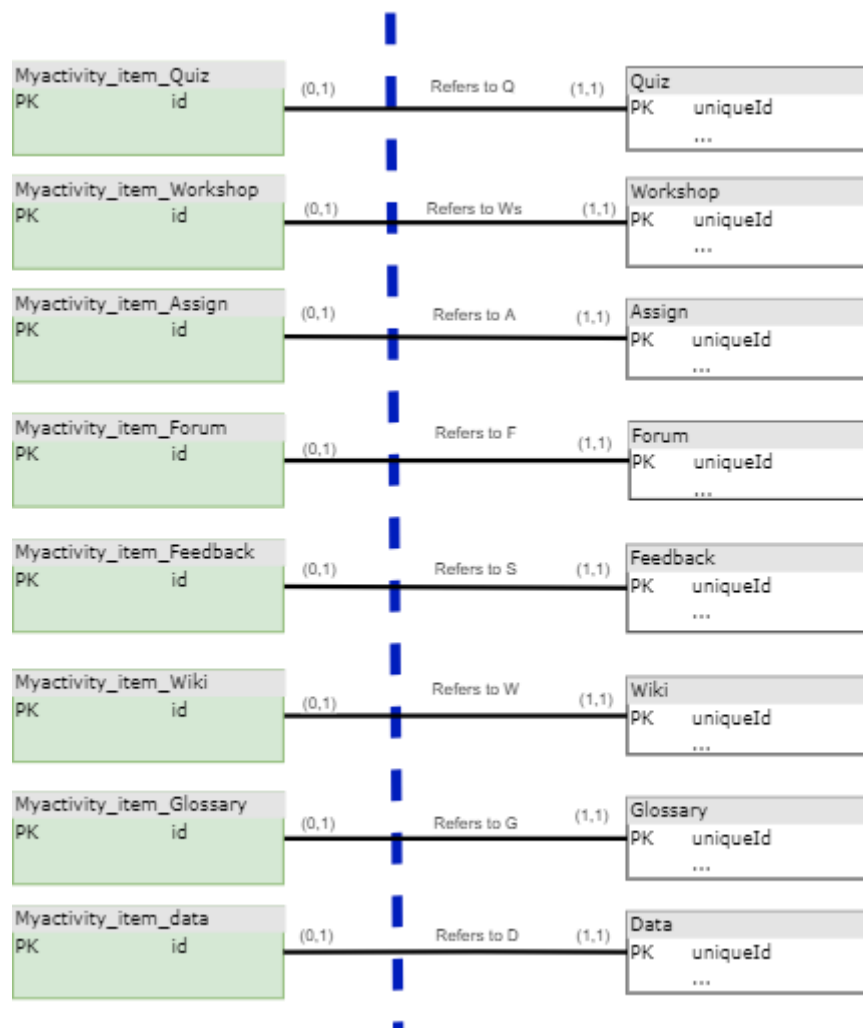 Myactivity_item_Quiz
PK id
(0,1) Refers to Q (1,1)
Quiz
PK uniqueId
...
Myactivity_item_Workshop
PK id
(0,1) Refers to Ws (1,1)
Workshop
PK uniqueId
...
Myactivity_item_Assign
PK id
(0,1) Refers to A (1,1)
Assign
PK uniqueId
...
Myactivity_item_Forum
PK id
(0,1) Refers to F (1,1)
Forum
PK uniqueId
...
Myactivity_item_Feedback
PK id
(0,1) Refers to S (1,1)
Feedback
PK uniqueId
...
Myactivity_item_Wiki
PK id
(0,1) Refers to W (1,1)
Wiki
PK uniqueId
...
Myactivity_item_Glossary
PK id
(0,1) Refers to G (1,1)
Glossary
PK uniqueId
...
Myactivity_item_data
PK id
(0,1) Refers to D (1,1)
Data
PK uniqueId
...